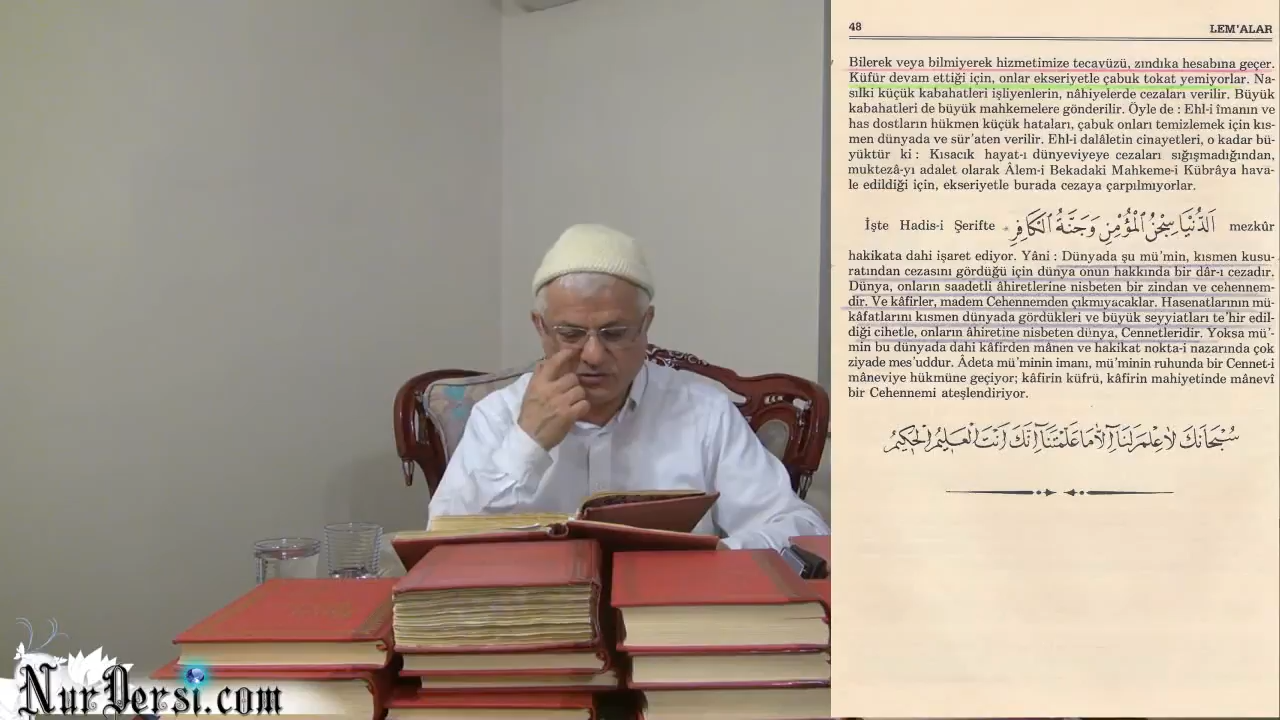 48
LEM'ALAR
Bilerek veya bilmiyerek hizmetimize tecavüzü, zındıka hesabına geçer.
Küfür devam ettiği için, onlar ekseriyetle çabuk tokat yemiyorlar. Na-
sılki küçük kabahatleri işliyenlerin, nâhiyelerde cezaları verilir. Büyük
kabahatleri de büyük mahkemelere gönderilir. Öyle de : Ehl-i îmanın ve
has dostların hükmen küçük hataları, çabuk onları temizlemek için kıs-
men dünyada ve sür'aten verilir. Ehl-i dalâletin cinayetleri, o kadar bü-
yüktür ki : Kısacık hayat-ı dünyeviyeye cezaları sığışmadığından,
mukteza-yı adalet olarak Âlem-i Bekadaki Mahkeme-i Kübrâya hava-
le edildiği için, ekseriyetle burada cezaya çarpılmıyorlar.
İşte Hadis-i Şerifte اَلدُّنْيَا سِجْنُ الْمُؤْمِنِ وَجَنَّةُ الْكَافِرِ mezkûr
hakikata dahi işaret ediyor. Yâni : Dünyada şu mü'min, kısmen kusu-
ratından cezasını gördüğü için dünya onun hakkında bir dâr-ı cezadır.
Dünya, onların saadetli âhiretlerine nisbeten bir zindan ve cehennem-
dir. Ve kâfirler, madem Cehennemden çıkmıyacaklar. Hasenatlarının mü-
kâfatlarını kısmen dünyada gördükleri ve büyük seyyiatları te'hir edil-
diği cihetle, onların âhiretine nisbeten dünya, Cennetleridir. Yoksa mü'-
min bu dünyada dahi kâfirden mânen ve hakikat nokta-i nazarında çok
ziyade mes'uddur. Âdeta mü'minin imanı, mü'minin ruhunda bir Cennet-i
mâneviye hükmüne geçiyor; kâfirin küfrü, kâfirin mahiyetinde mânevî
bir Cehennemi ateşlendiriyor.
سُبْحَانَكَ لاَ عِلْمَ لَنَا اِلاَّ مَا عَلَّمْتَنَا اِنَّكَ اَنْتَ الْعَلِيمُ الْحَكِيمُ
NurDersi.com